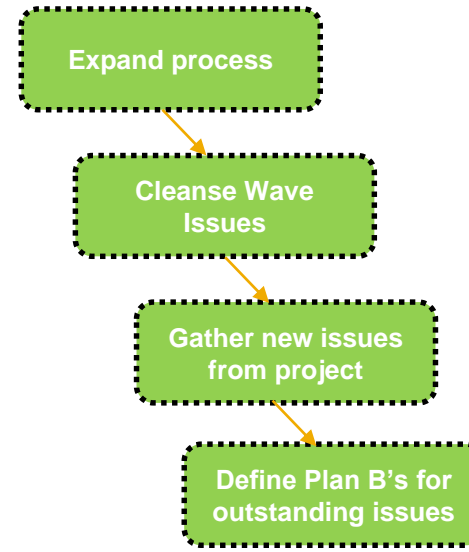 Expand process
Cleanse Wave
Issues
Gather new issues
from project
Define Plan B's for
outstanding issues